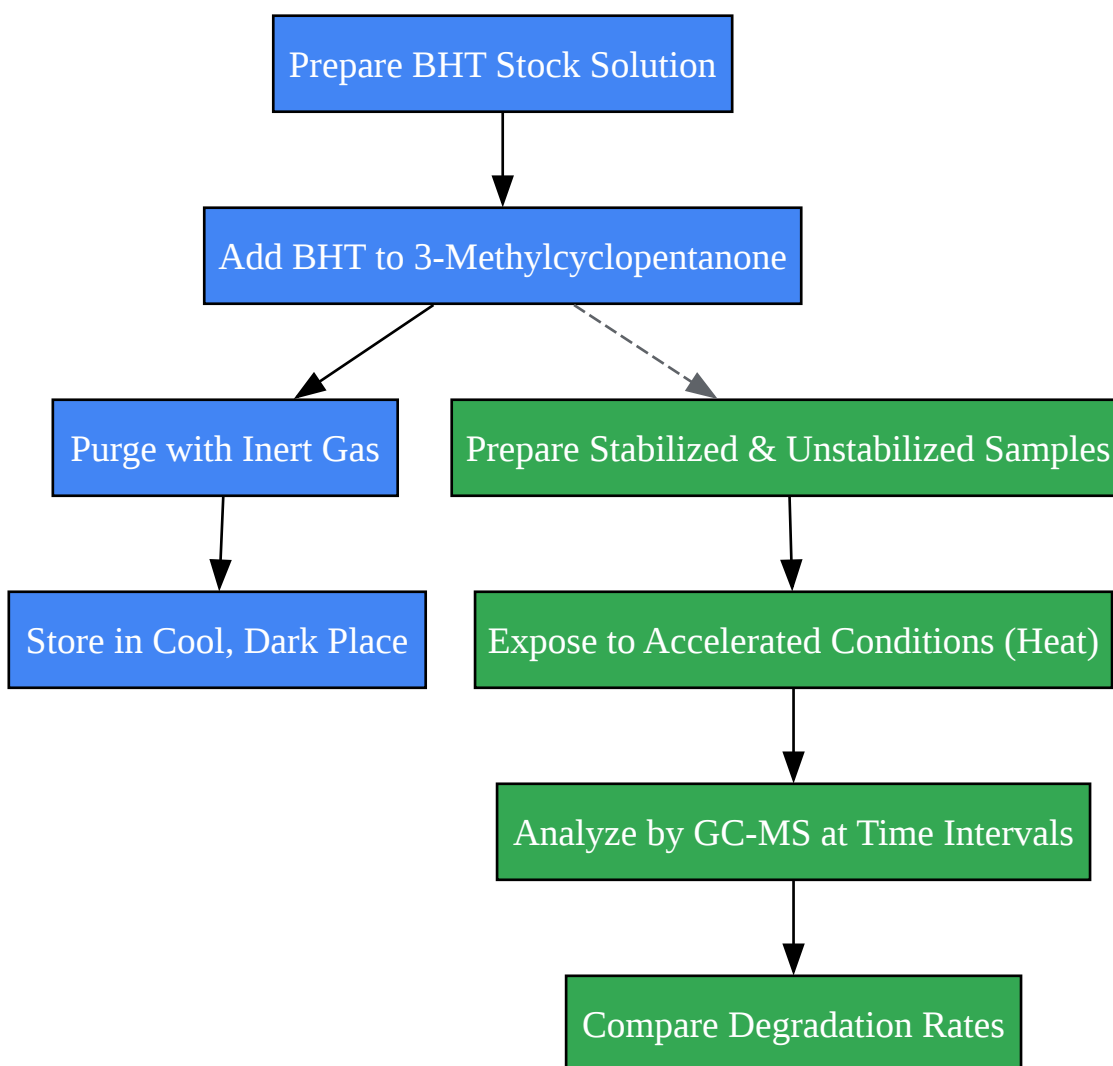 Prepare BHT Stock Solution
Add BHT to 3-Methylcyclopentanone
Purge with Inert Gas
Prepare Stabilized & Unstabilized Samples
Store in Cool, Dark Place
Expose to Accelerated Conditions (Heat)
Analyze by GC-MS at Time Intervals
Compare Degradation Rates